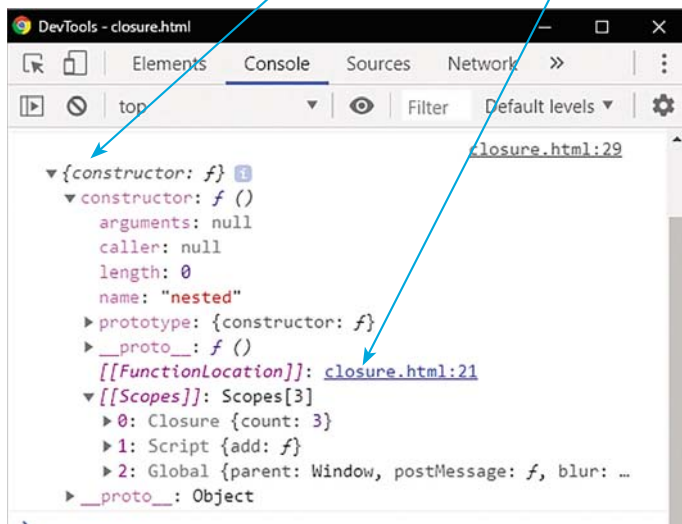 DevTools - closure.html
Elements Console Sources Network »
top Filter Default levels ▼
closure.html:29
▼{constructor: ƒ} i
▼constructor: ƒ ()
arguments: null
caller: null
length: 0
name: "nested"
▶prototype: {constructor: ƒ}
▶__proto__: ƒ ()
[[FunctionLocation]]: closure.html:21
▼[[Scopes]]: Scopes[3]
▶0: Closure {count: 3}
▶1: Script {add: ƒ}
▶2: Global {parent: Window, postMessage: ƒ, blur: …
▶__proto__: Object